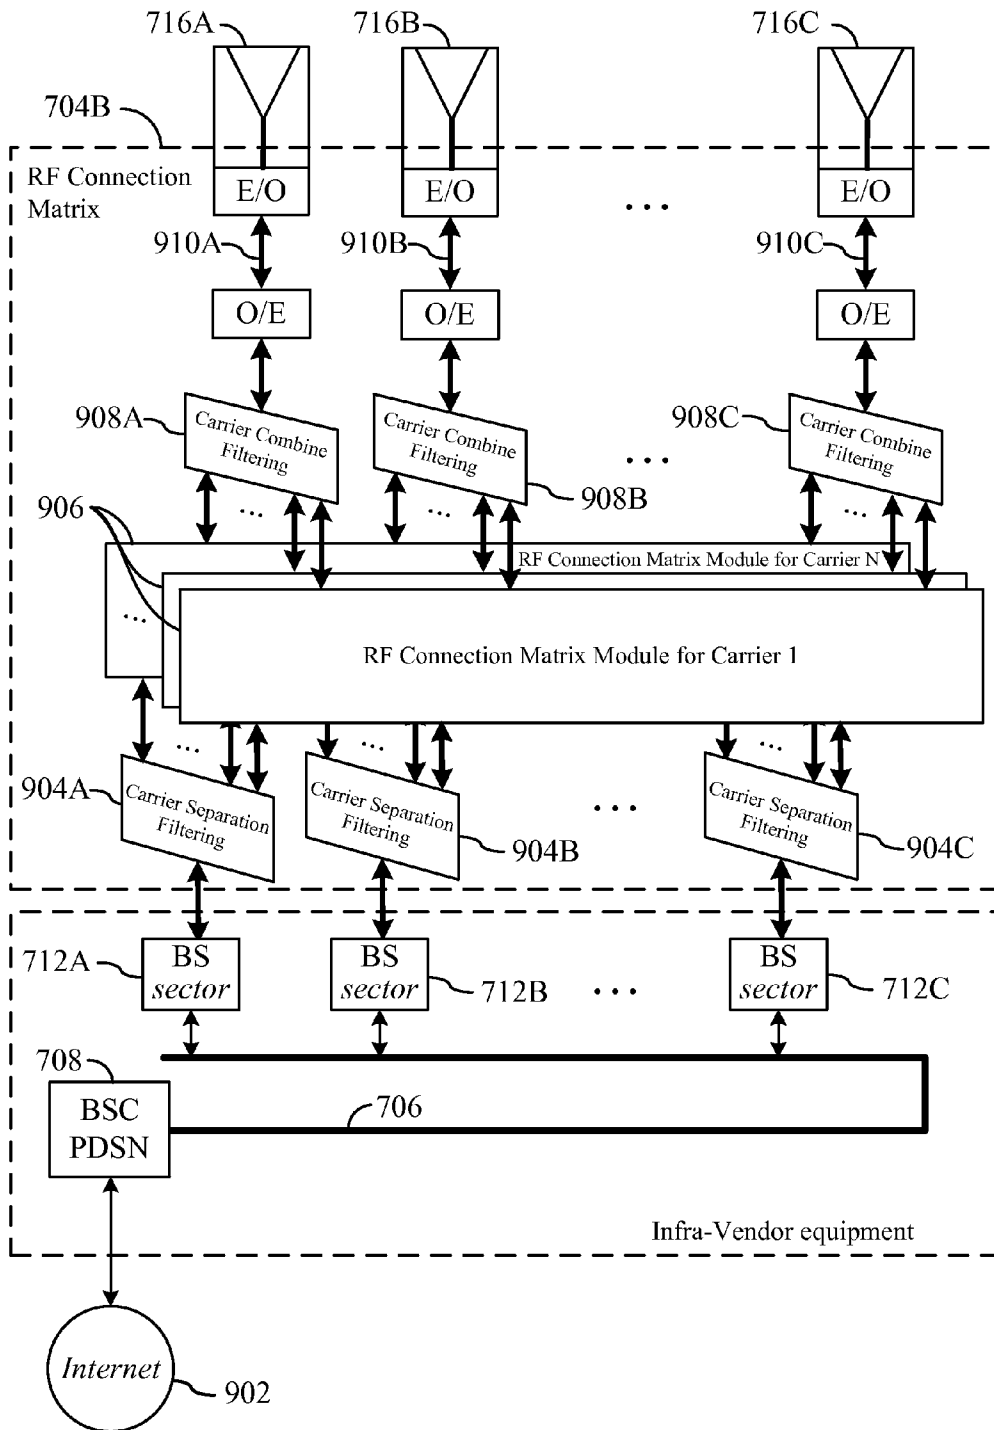 716A
716B
716C
704B
RF Connection
Matrix
E/O
E/O
E/O
...
910A
910B
910C
O/E
O/E
O/E
908A
Carrier Combine
Filtering
Carrier Combine
Filtering
908B
...
908C
Carrier Combine
Filtering
...
...
...
906
RF Connection Matrix Module for Carrier N
...
RF Connection Matrix Module for Carrier 1
...
...
...
904A
Carrier Separation
Filtering
Carrier Separation
Filtering
904B
...
Carrier Separation
Filtering
904C
712A
BS
sector
BS
sector
712B
...
BS
sector
712C
708
BSC
PDSN
706
Infra-Vendor equipment
Internet
902